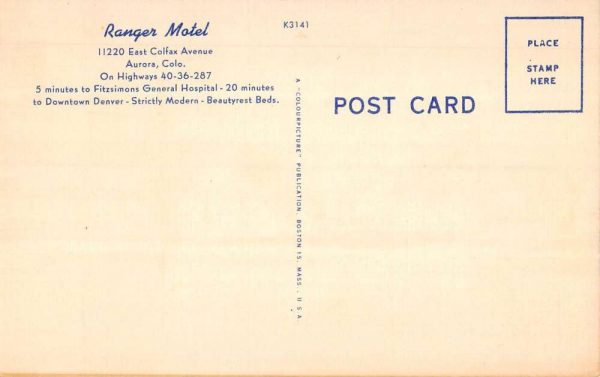 Ranger Motel
11220 East Colfax Avenue
Aurora, Colo.
On Highways 40-36-287
5 minutes to Fitzsimons General Hospital - 20 minutes
to Downtown Denver - Strictly Modern - Beautyrest Beds.
K3141
A "COLOURPICTURE" PUBLICATION, BOSTON 15, MASS., U S A
POST CARD
PLACE
STAMP
HERE